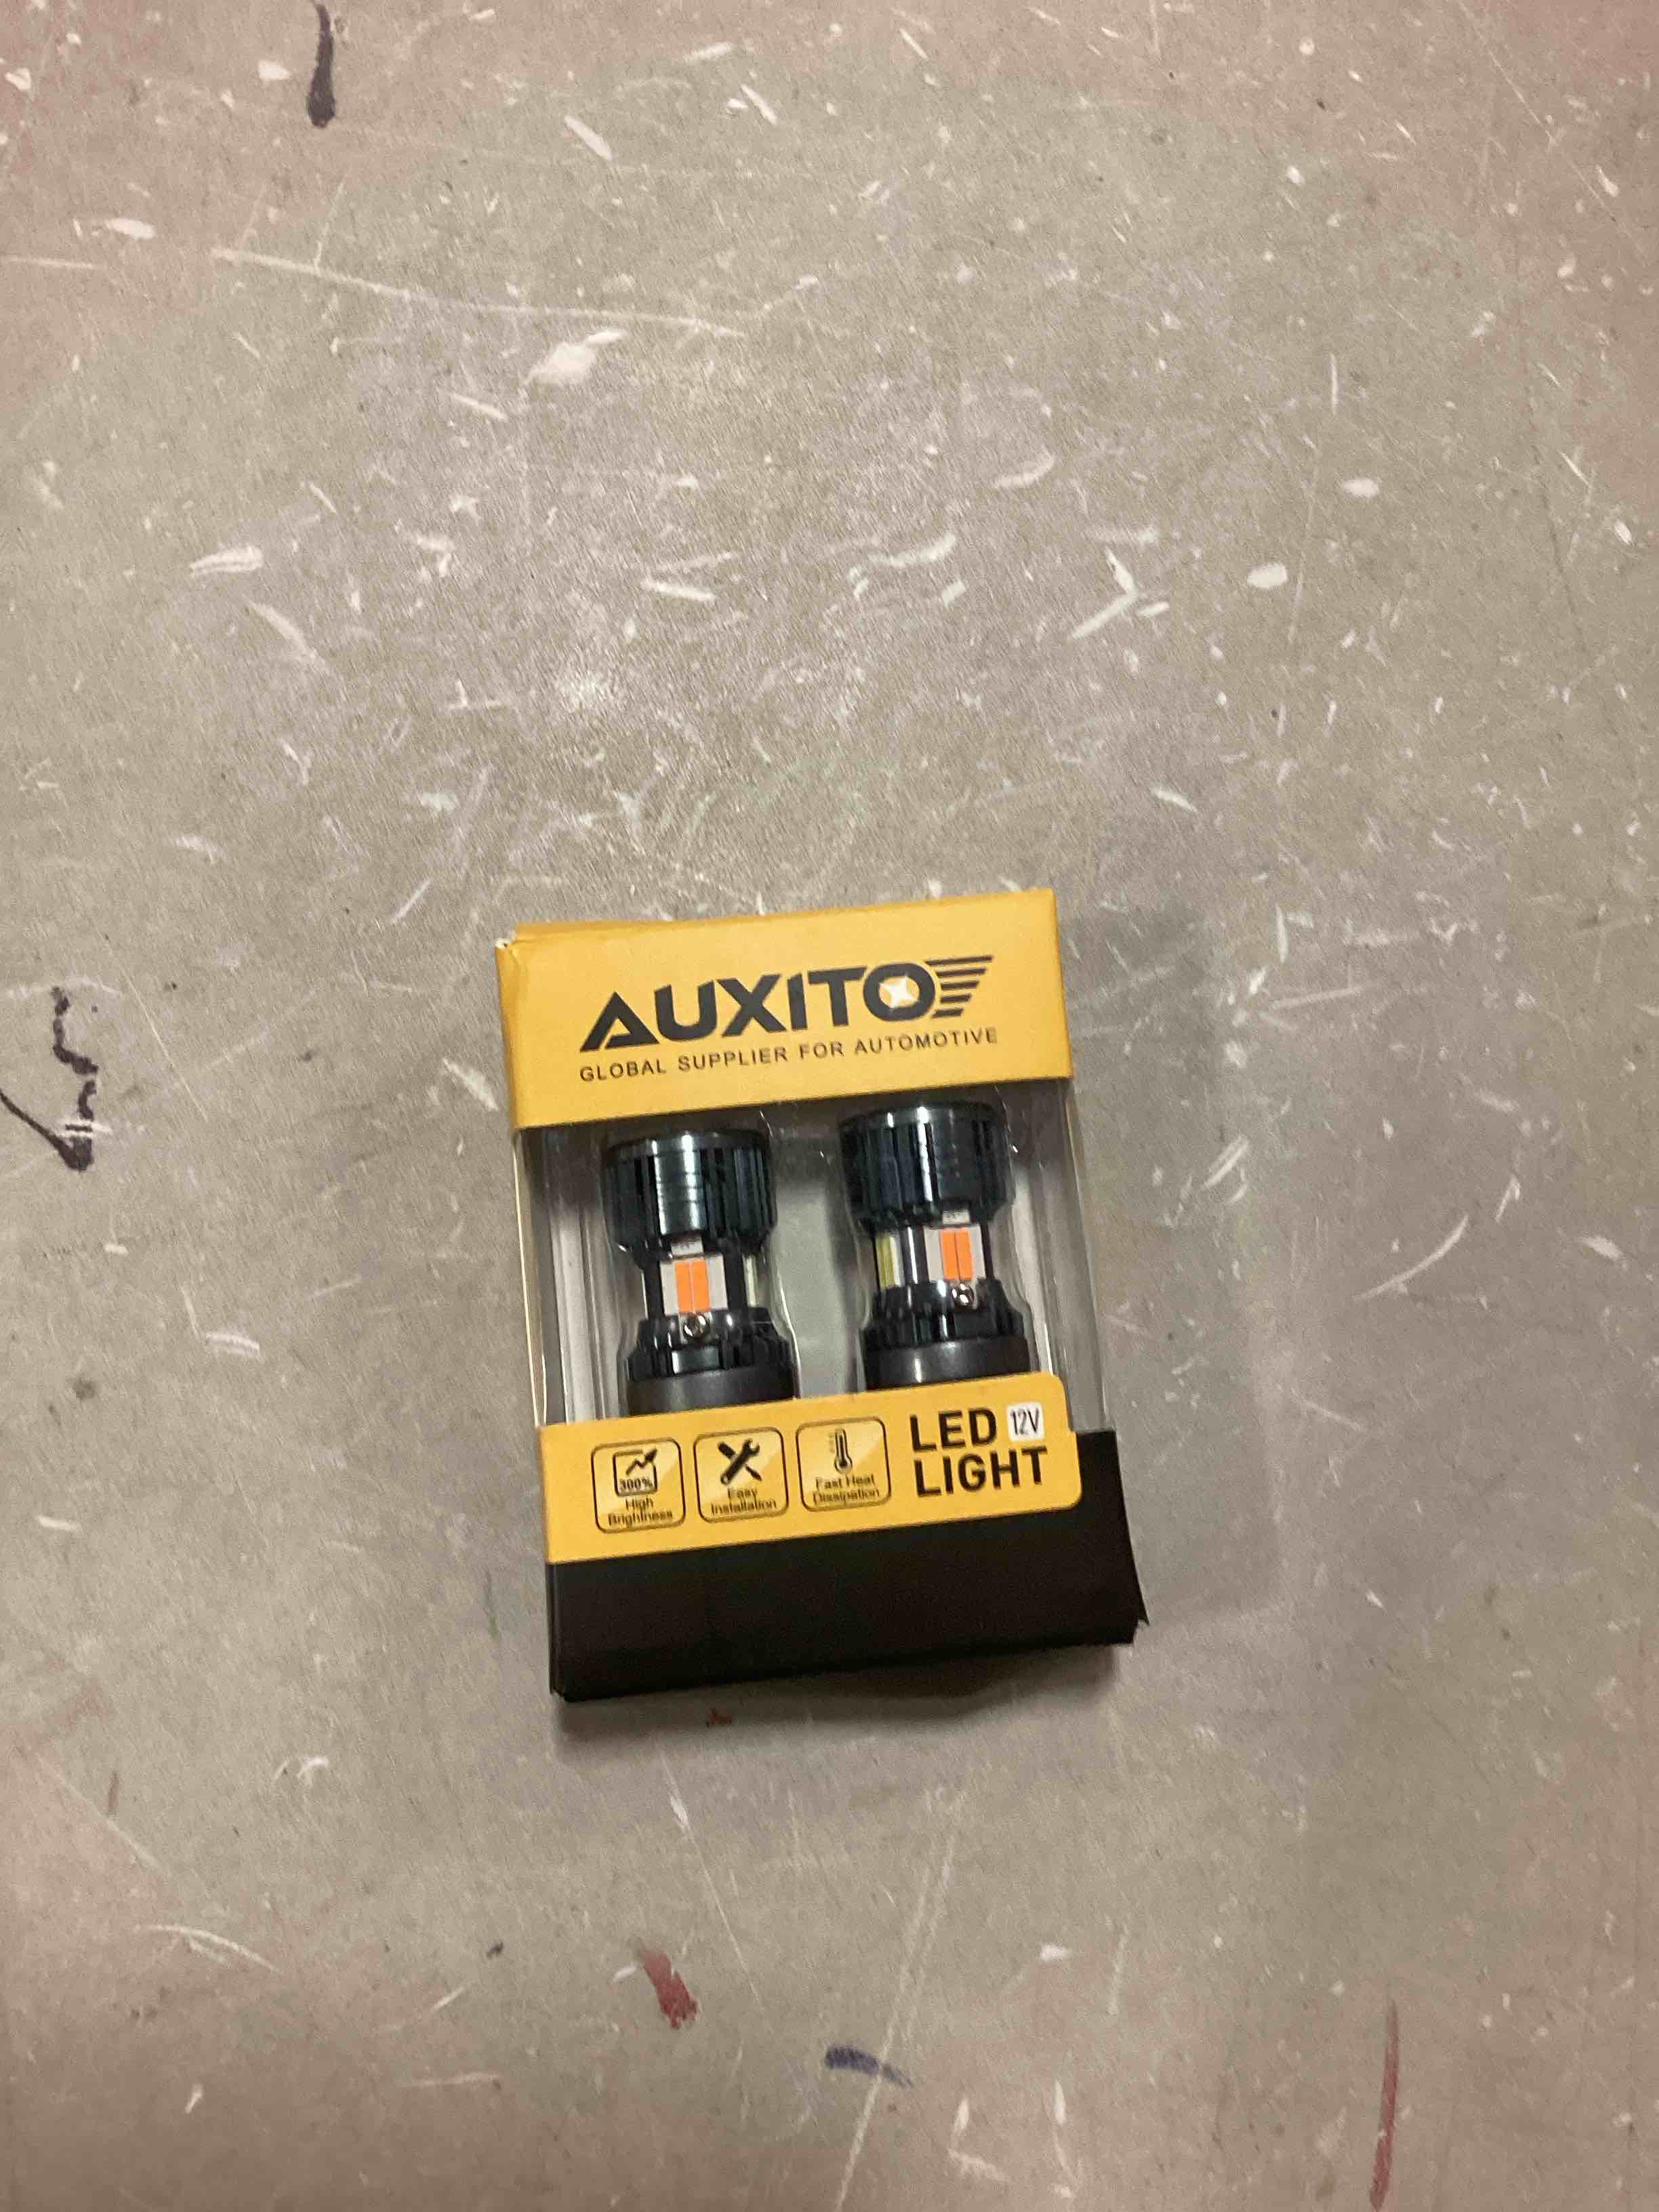 AUXITO
GLOBAL SUPPLIER FOR AUTOMOTIVE
300%
High
Brightness
Easy
Installation
Fast Heat
Dissipation
LED 12V
LIGHT